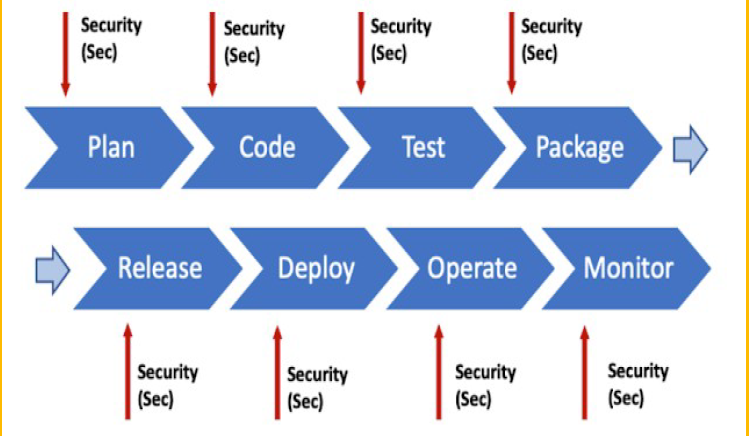 Security
(Sec)
Security
(Sec)
Security
(Sec)
Security
(Sec)
Plan
Code
Test
Package
Release
Deploy
Operate
Monitor
Security
(Sec)
Security
(Sec)
Security
(Sec)
Security
(Sec)